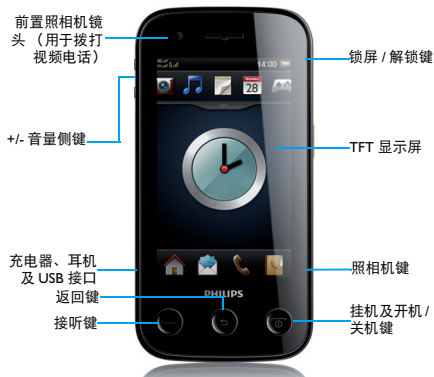 前置照相机镜
头 （用于拨打
视频电话）
锁屏 / 解锁键
14:00
28
+/- 音量侧键
TFT 显示屏
充电器、耳机
及 USB 接口
照相机键
返回键
PHILIPS
接听键
挂机及开机 /
关机键